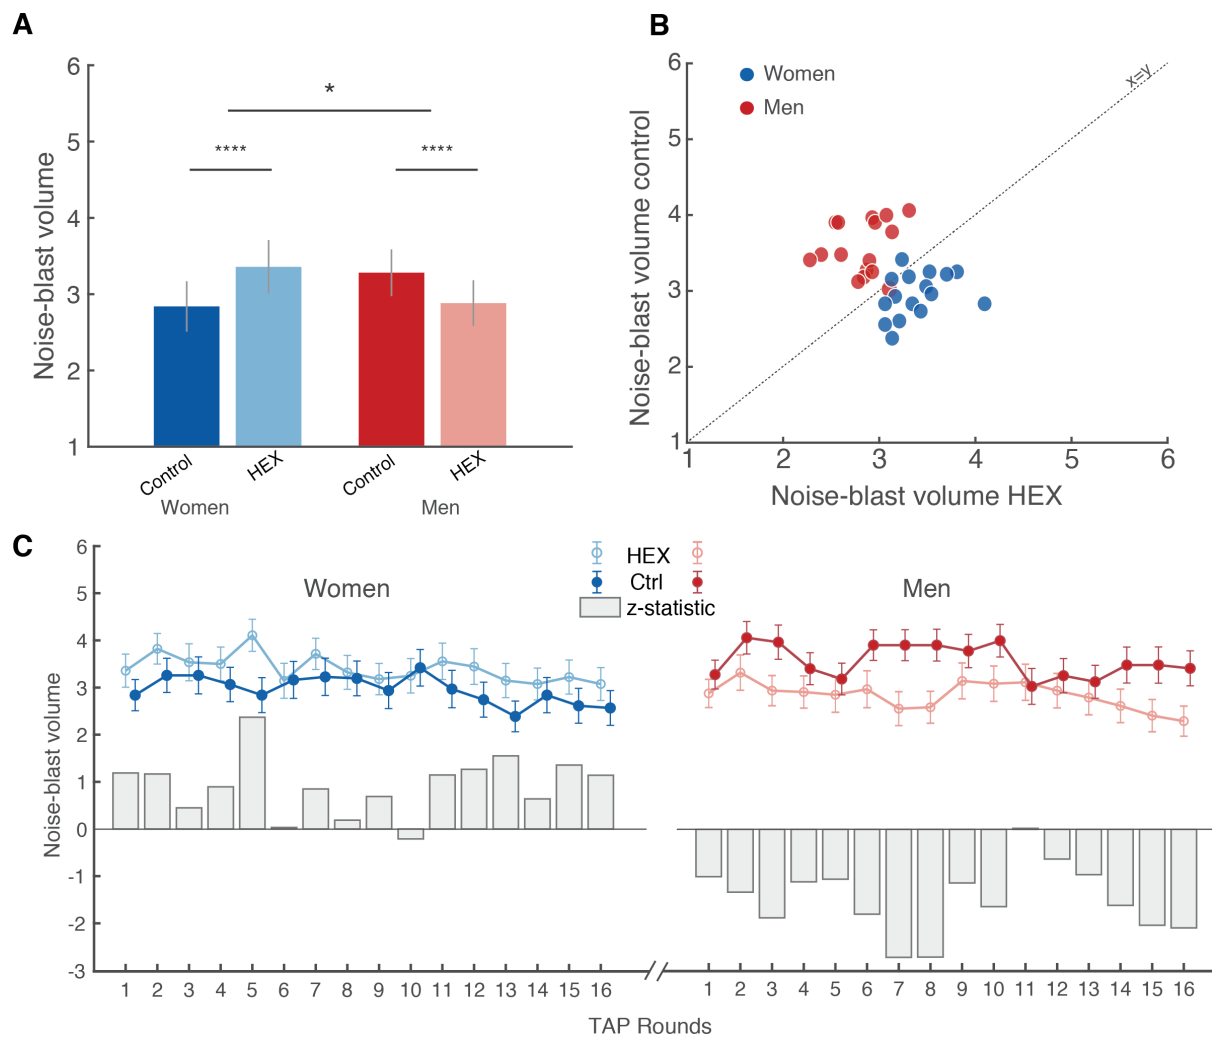 A
Noise-blast volume
6
5
4
3
2
1
*
****
****
Control
HEX
Control
HEX
Women
Men
B
Noise-blast volume control
6
5
4
3
2
1
Women
Men
x=y
1
2
3
4
5
6
Noise-blast volume HEX
C
Noise-blast volume
6
5
4
3
2
1
0
-1
-2
-3
Women
HEX
Ctrl
z-statistic
Men
1 2 3 4 5 6 7 8 9 10 11 12 13 14 15 16
1 2 3 4 5 6 7 8 9 10 11 12 13 14 15 16
TAP Rounds